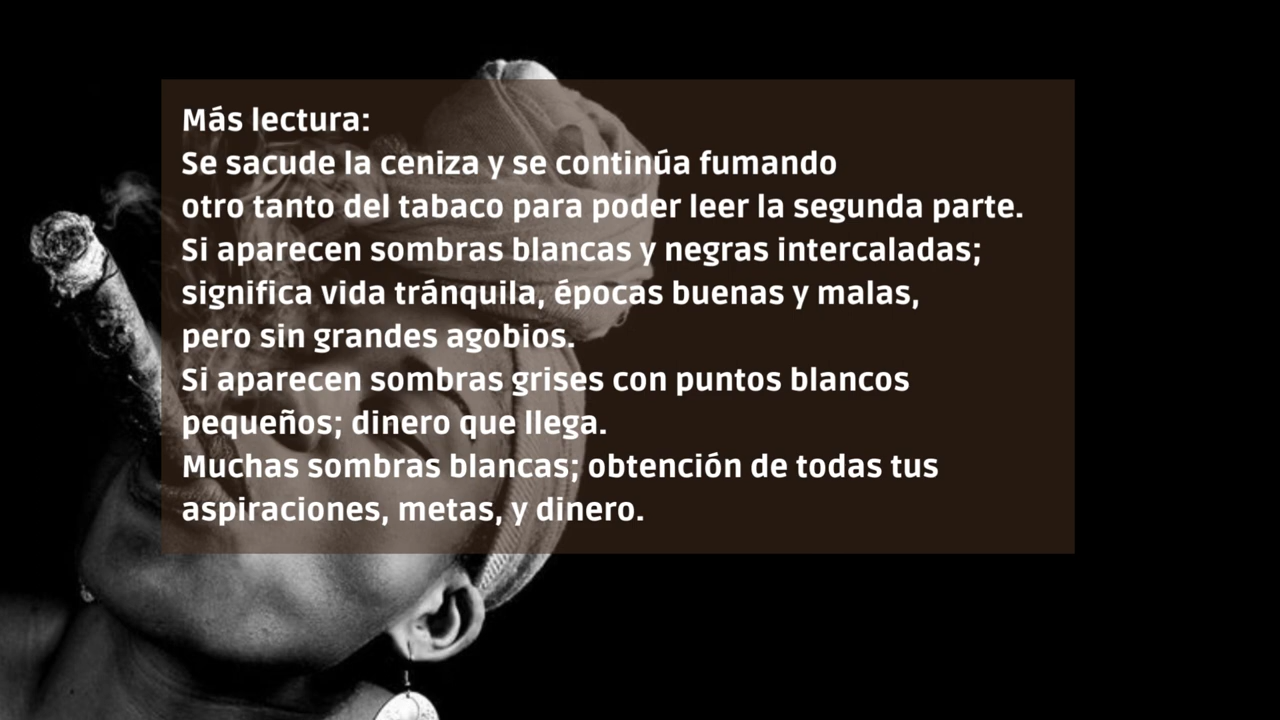 Más lectura:
Se sacude la ceniza y se continúa fumando
otro tanto del tabaco para poder leer la segunda parte.
Si aparecen sombras blancas y negras intercaladas;
significa vida tránquila, épocas buenas y malas,
pero sin grandes agobios.
Si aparecen sombras grises con puntos blancos
pequeños; dinero que llega.
Muchas sombras blancas; obtención de todas tus
aspiraciones, metas, y dinero.